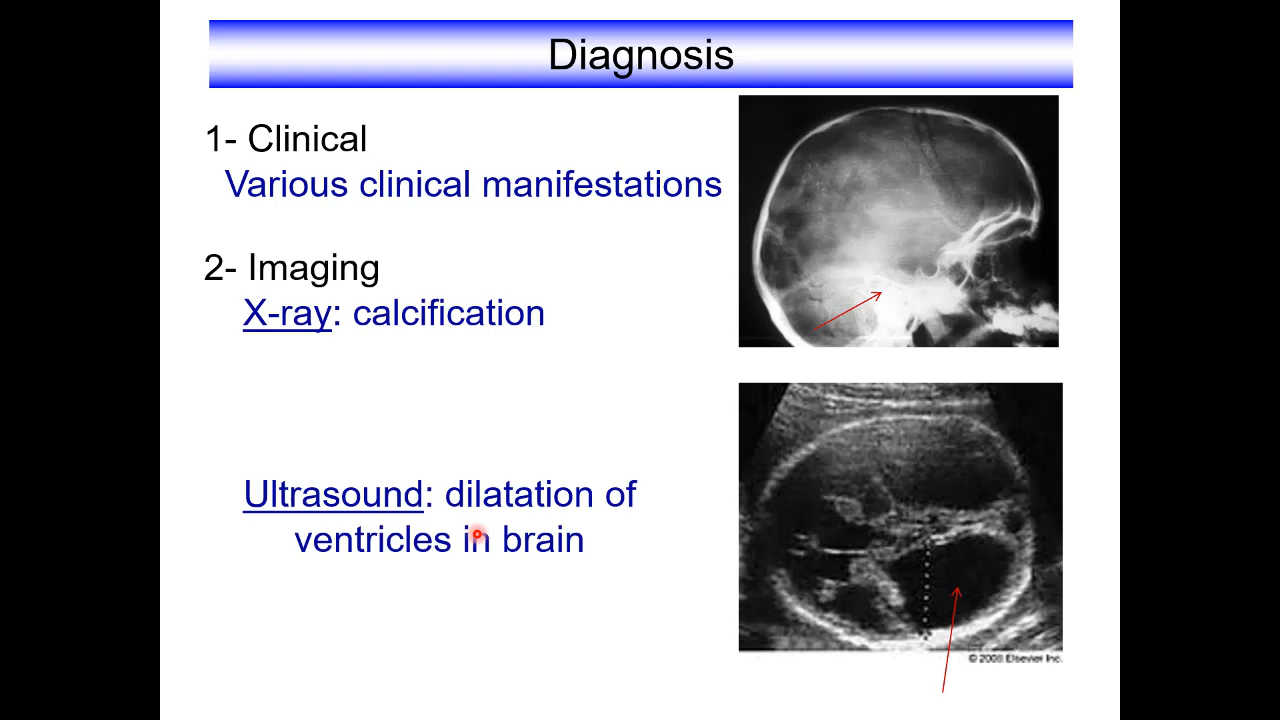 Diagnosis
1- Clinical
Various clinical manifestations
2- Imaging
X-ray: calcification
Ultrasound: dilatation of
ventricles in brain
© 2008 Elsevier Inc.